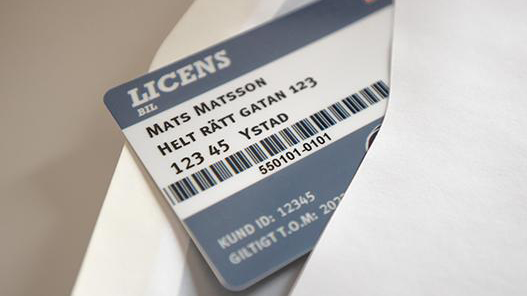 LICENS
BIL
MATS MATSSON
HELT RÄTT GATAN 123
123 45 YSTAD
550101-0101
KUND ID: 12345
GILTIGT T.O.M: